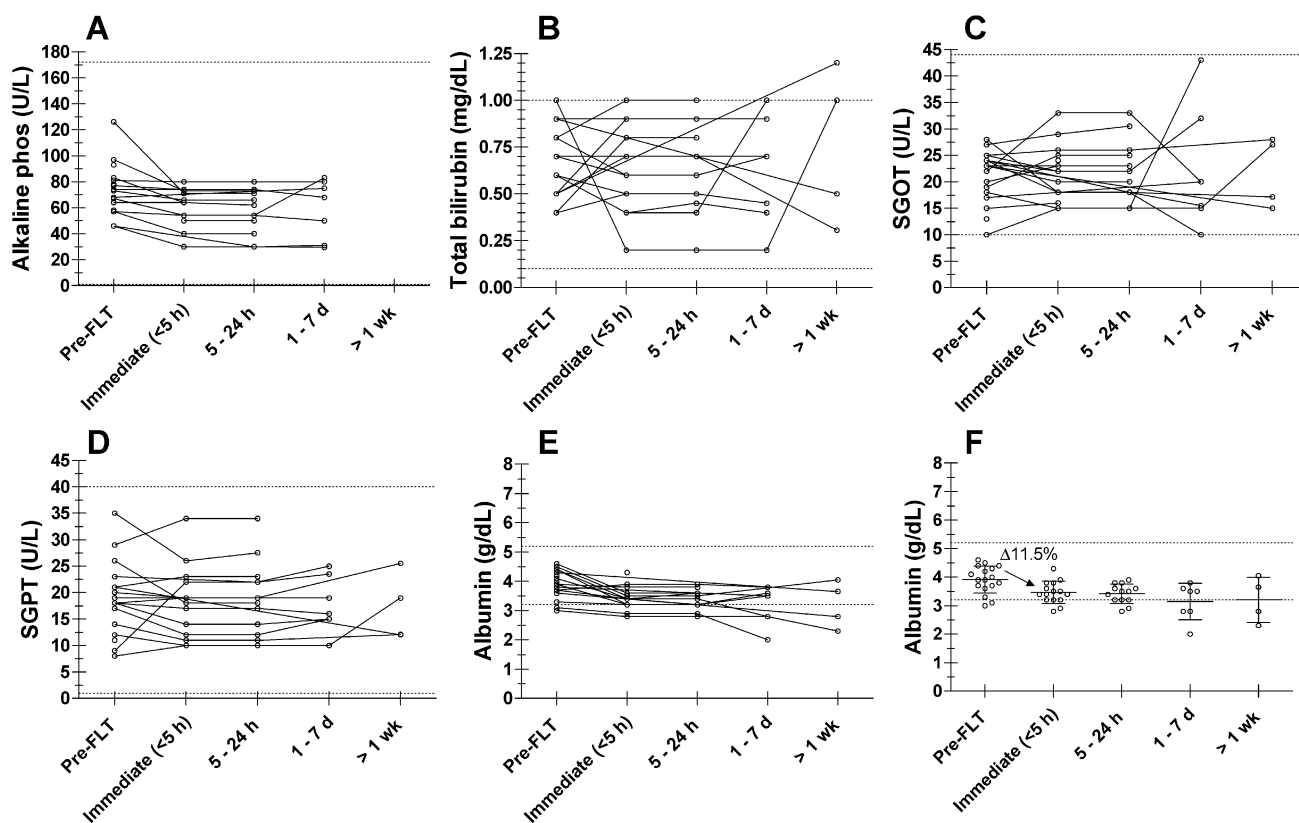 A
Alkaline phos (U/L)
180
160
140
120
100
80
60
40
20
0
Pre-FLT
Immediate (<5 h)
5 - 24 h
1 - 7 d
> 1 wk
B
Total bilirubin (mg/dL)
1.25
1.00
0.75
0.50
0.25
0.00
Pre-FLT
Immediate (<5 h)
5 - 24 h
1 - 7 d
> 1 wk
C
SGOT (U/L)
45
40
35
30
25
20
15
10
5
0
Pre-FLT
Immediate (<5 h)
5 - 24 h
1 - 7 d
> 1 wk
D
SGPT (U/L)
45
40
35
30
25
20
15
10
5
0
Pre-FLT
Immediate (<5 h)
5 - 24 h
1 - 7 d
> 1 wk
E
Albumin (g/dL)
8
7
6
5
4
3
2
1
0
Pre-FLT
Immediate (<5 h)
5 - 24 h
1 - 7 d
> 1 wk
F
Albumin (g/dL)
8
7
6
5
4
3
2
1
0
Δ11.5%
Pre-FLT
Immediate (<5 h)
5 - 24 h
1 - 7 d
> 1 wk